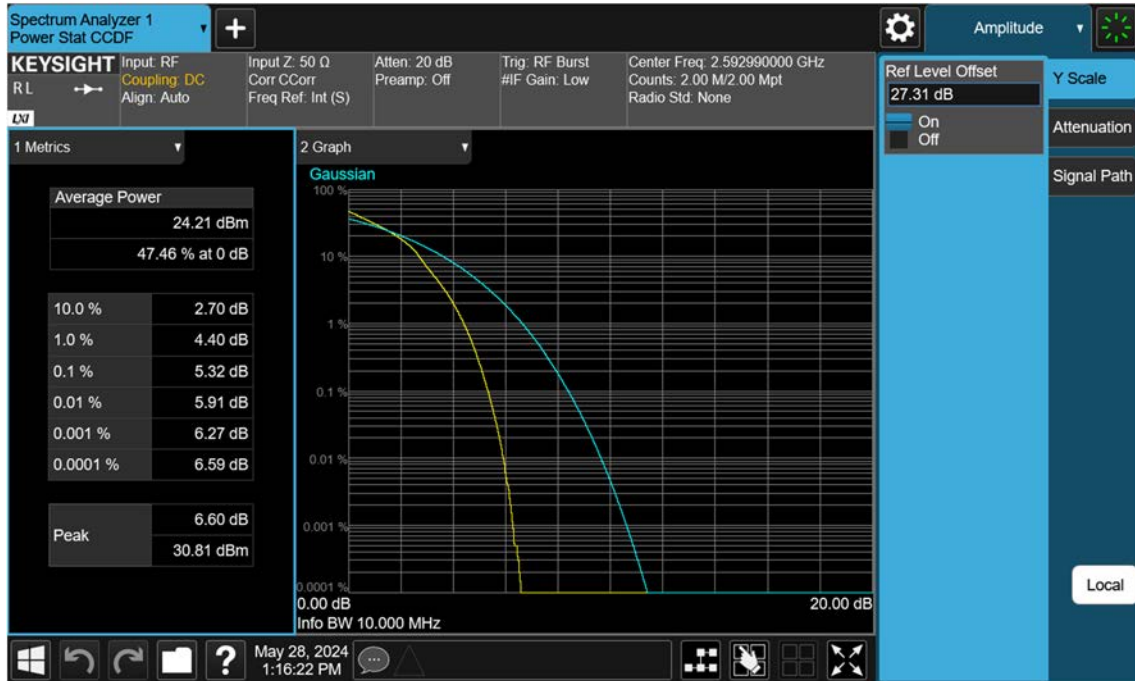 Spectrum Analyzer 1
Power Stat CCDF
+
Amplitude
KEYSIGHT
R L
LXI
Input: RF
Coupling: DC
Align: Auto
Input Z: 50 Ω
Corr CCorr
Freq Ref: Int (S)
Atten: 20 dB
Preamp: Off
Trig: RF Burst
#IF Gain: Low
Center Freq: 2.592990000 GHz
Counts: 2.00 M/2.00 Mpt
Radio Std: None
Ref Level Offset
27.31 dB
On
Off
Y Scale
Attenuation
Signal Path
1 Metrics
Average Power
24.21 dBm
47.46 % at 0 dB
10.0 % 2.70 dB
1.0 % 4.40 dB
0.1 % 5.32 dB
0.01 % 5.91 dB
0.001 % 6.27 dB
0.0001 % 6.59 dB
Peak
6.60 dB
30.81 dBm
2 Graph
Gaussian
100 %
10 %
1 %
0.1 %
0.01 %
0.001 %
0.0001 %
0.00 dB 20.00 dB
Info BW 10.000 MHz
Local
?
May 28, 2024
1:16:22 PM